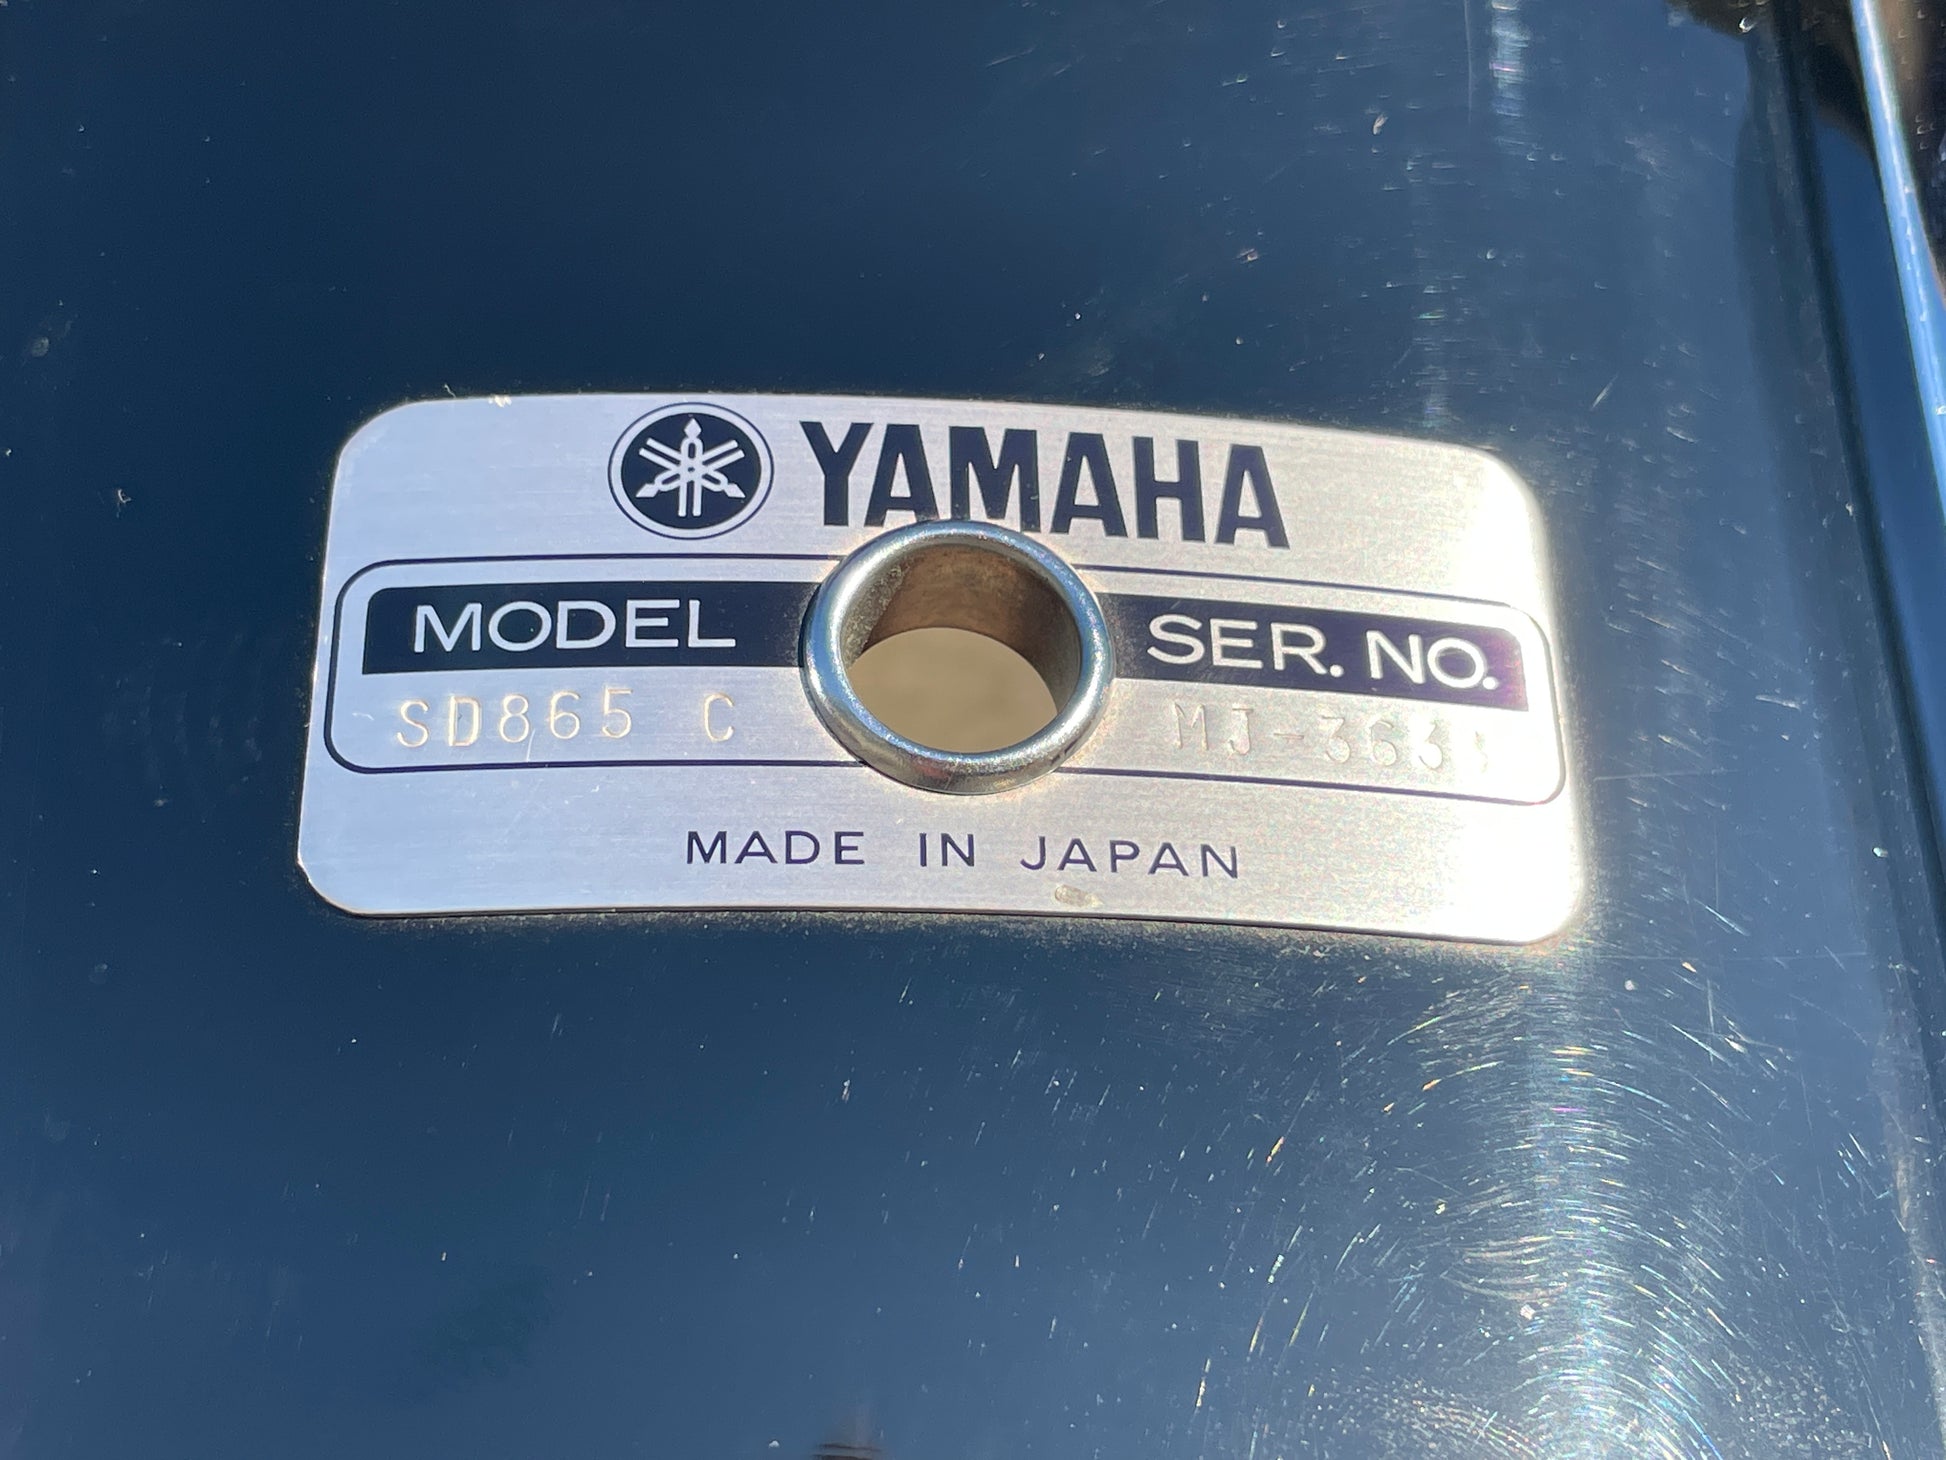 YAMAHA
MODEL SER. NO.
SD865 C
MADE IN JAPAN